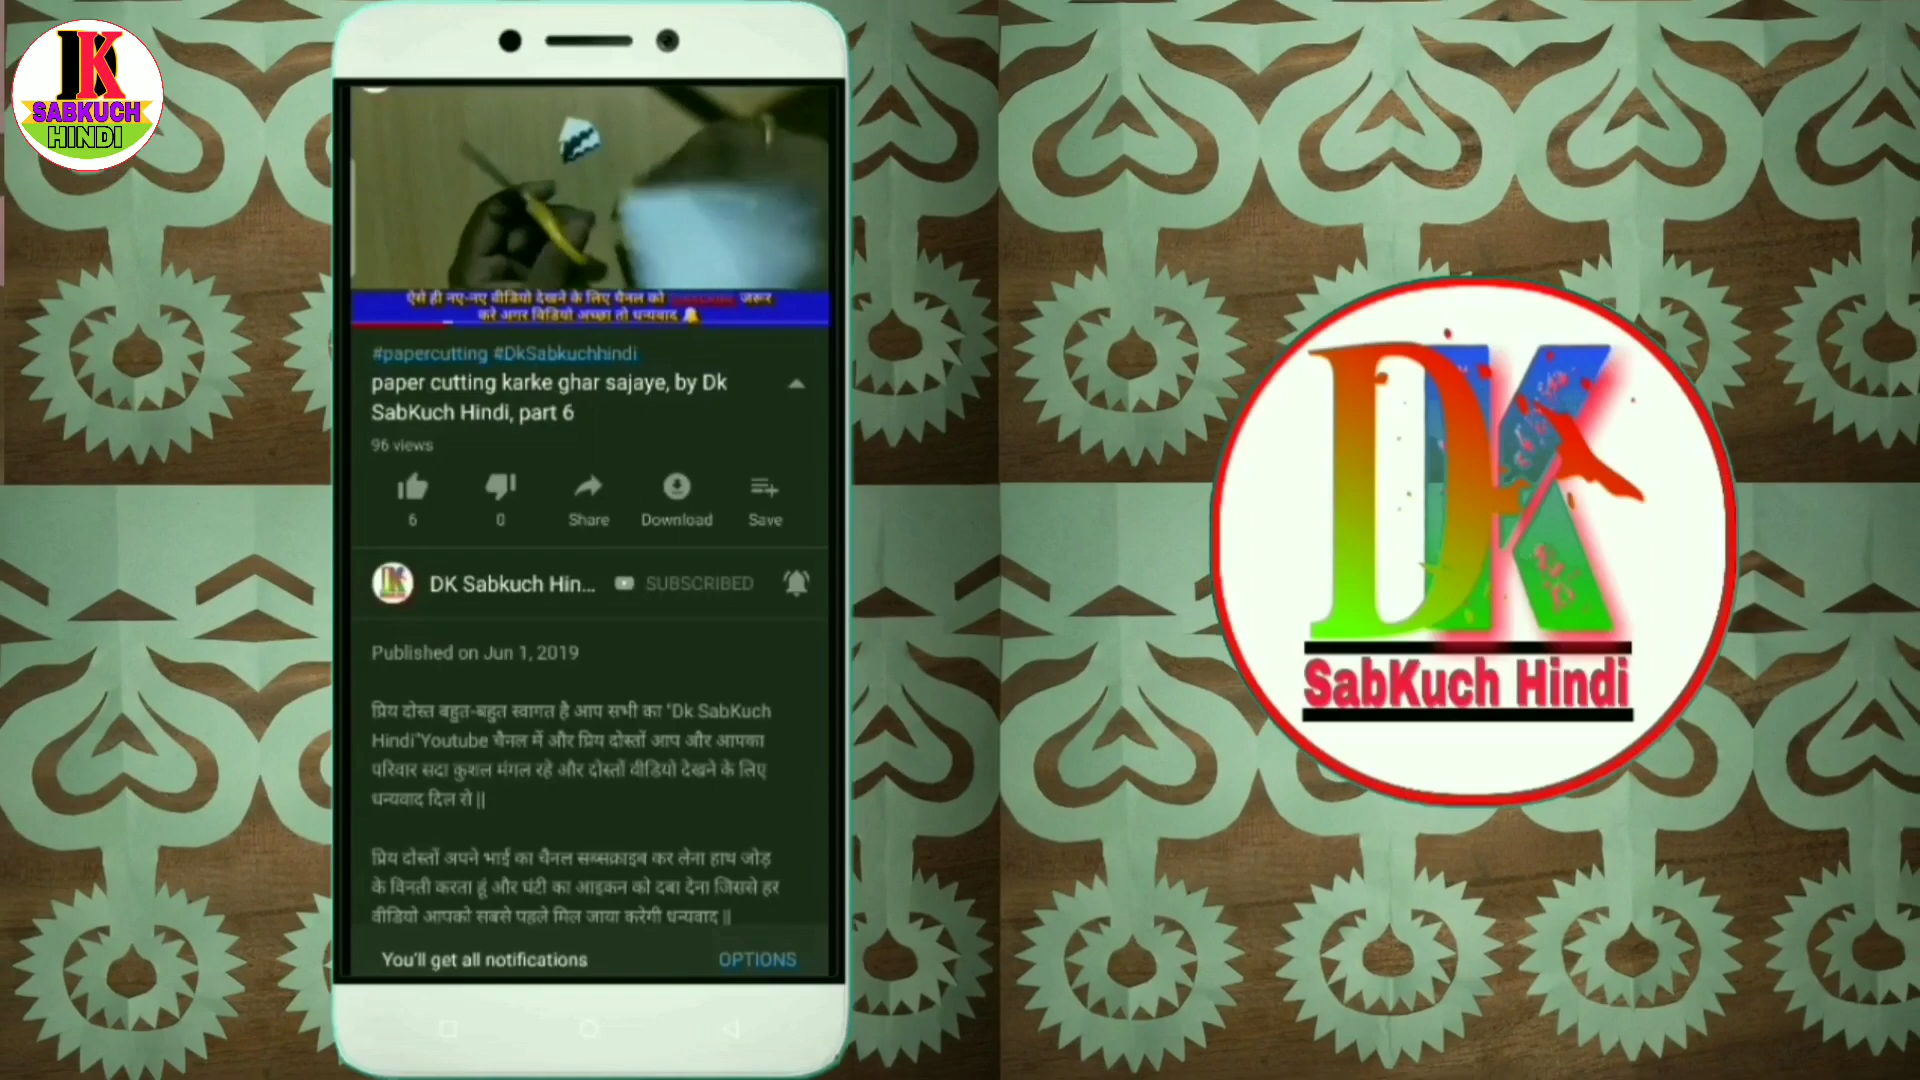 DK
SABKUCH
HINDI
ऐसे ही नए-नए वीडियो देखने के लिए चैनल को SUBSCRIBE जरूर
करे अगर विडियो अच्छा तो धन्यवाद
#papercutting #DkSabkuchhindi
paper cutting karke ghar sajaye, by Dk
SabKuch Hindi, part 6
96 views
6
0
Share
Download
Save
DK Sabkuch Hin...
SUBSCRIBED
Published on Jun 1, 2019
प्रिय दोस्त बहुत-बहुत स्वागत है आप सभी का "Dk SabKuch
Hindi"Youtube चैनल में और प्रिय दोस्तों आप और आपका
परिवार सदा कुशल मंगल रहे और दोस्तों वीडियो देखने के लिए
धन्यवाद दिल से ||
प्रिय दोस्तों अपने भाई का चैनल सब्सक्राइब कर लेना हाथ जोड़
के विनती करता हूं और घंटी का आइकन को दबा देना जिससे हर
वीडियो आपको सबसे पहले मिल जाया करेगी धन्यवाद ||
You'll get all notifications
OPTIONS
DK
SabKuch Hindi